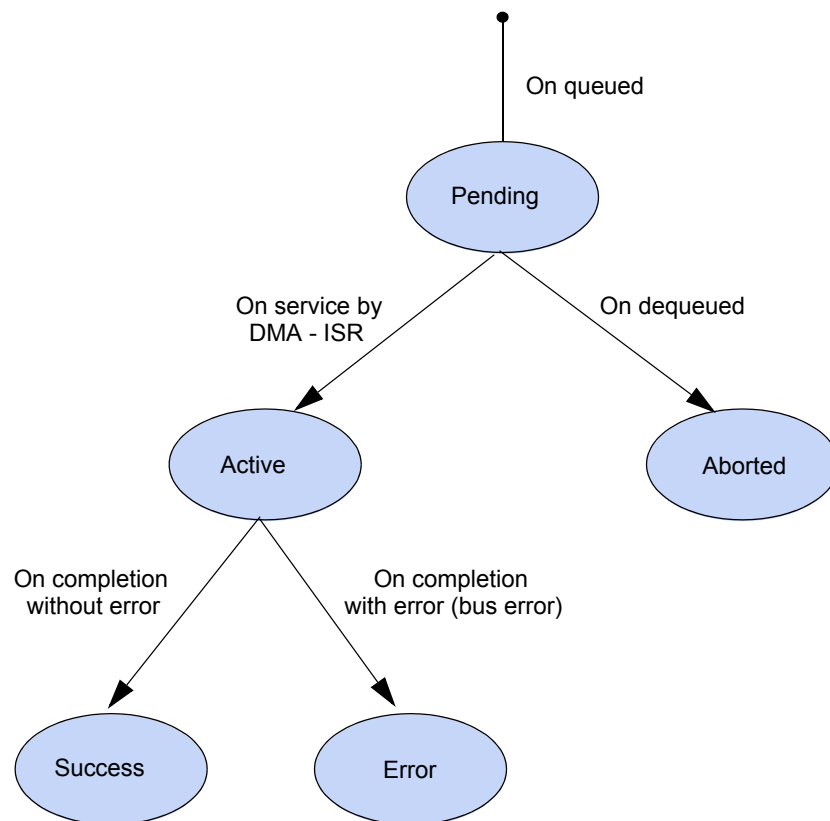 On queued
Pending
On service by
DMA - ISR
On dequeued
Active
Aborted
On completion
without error
On completion
with error (bus error)
Success
Error